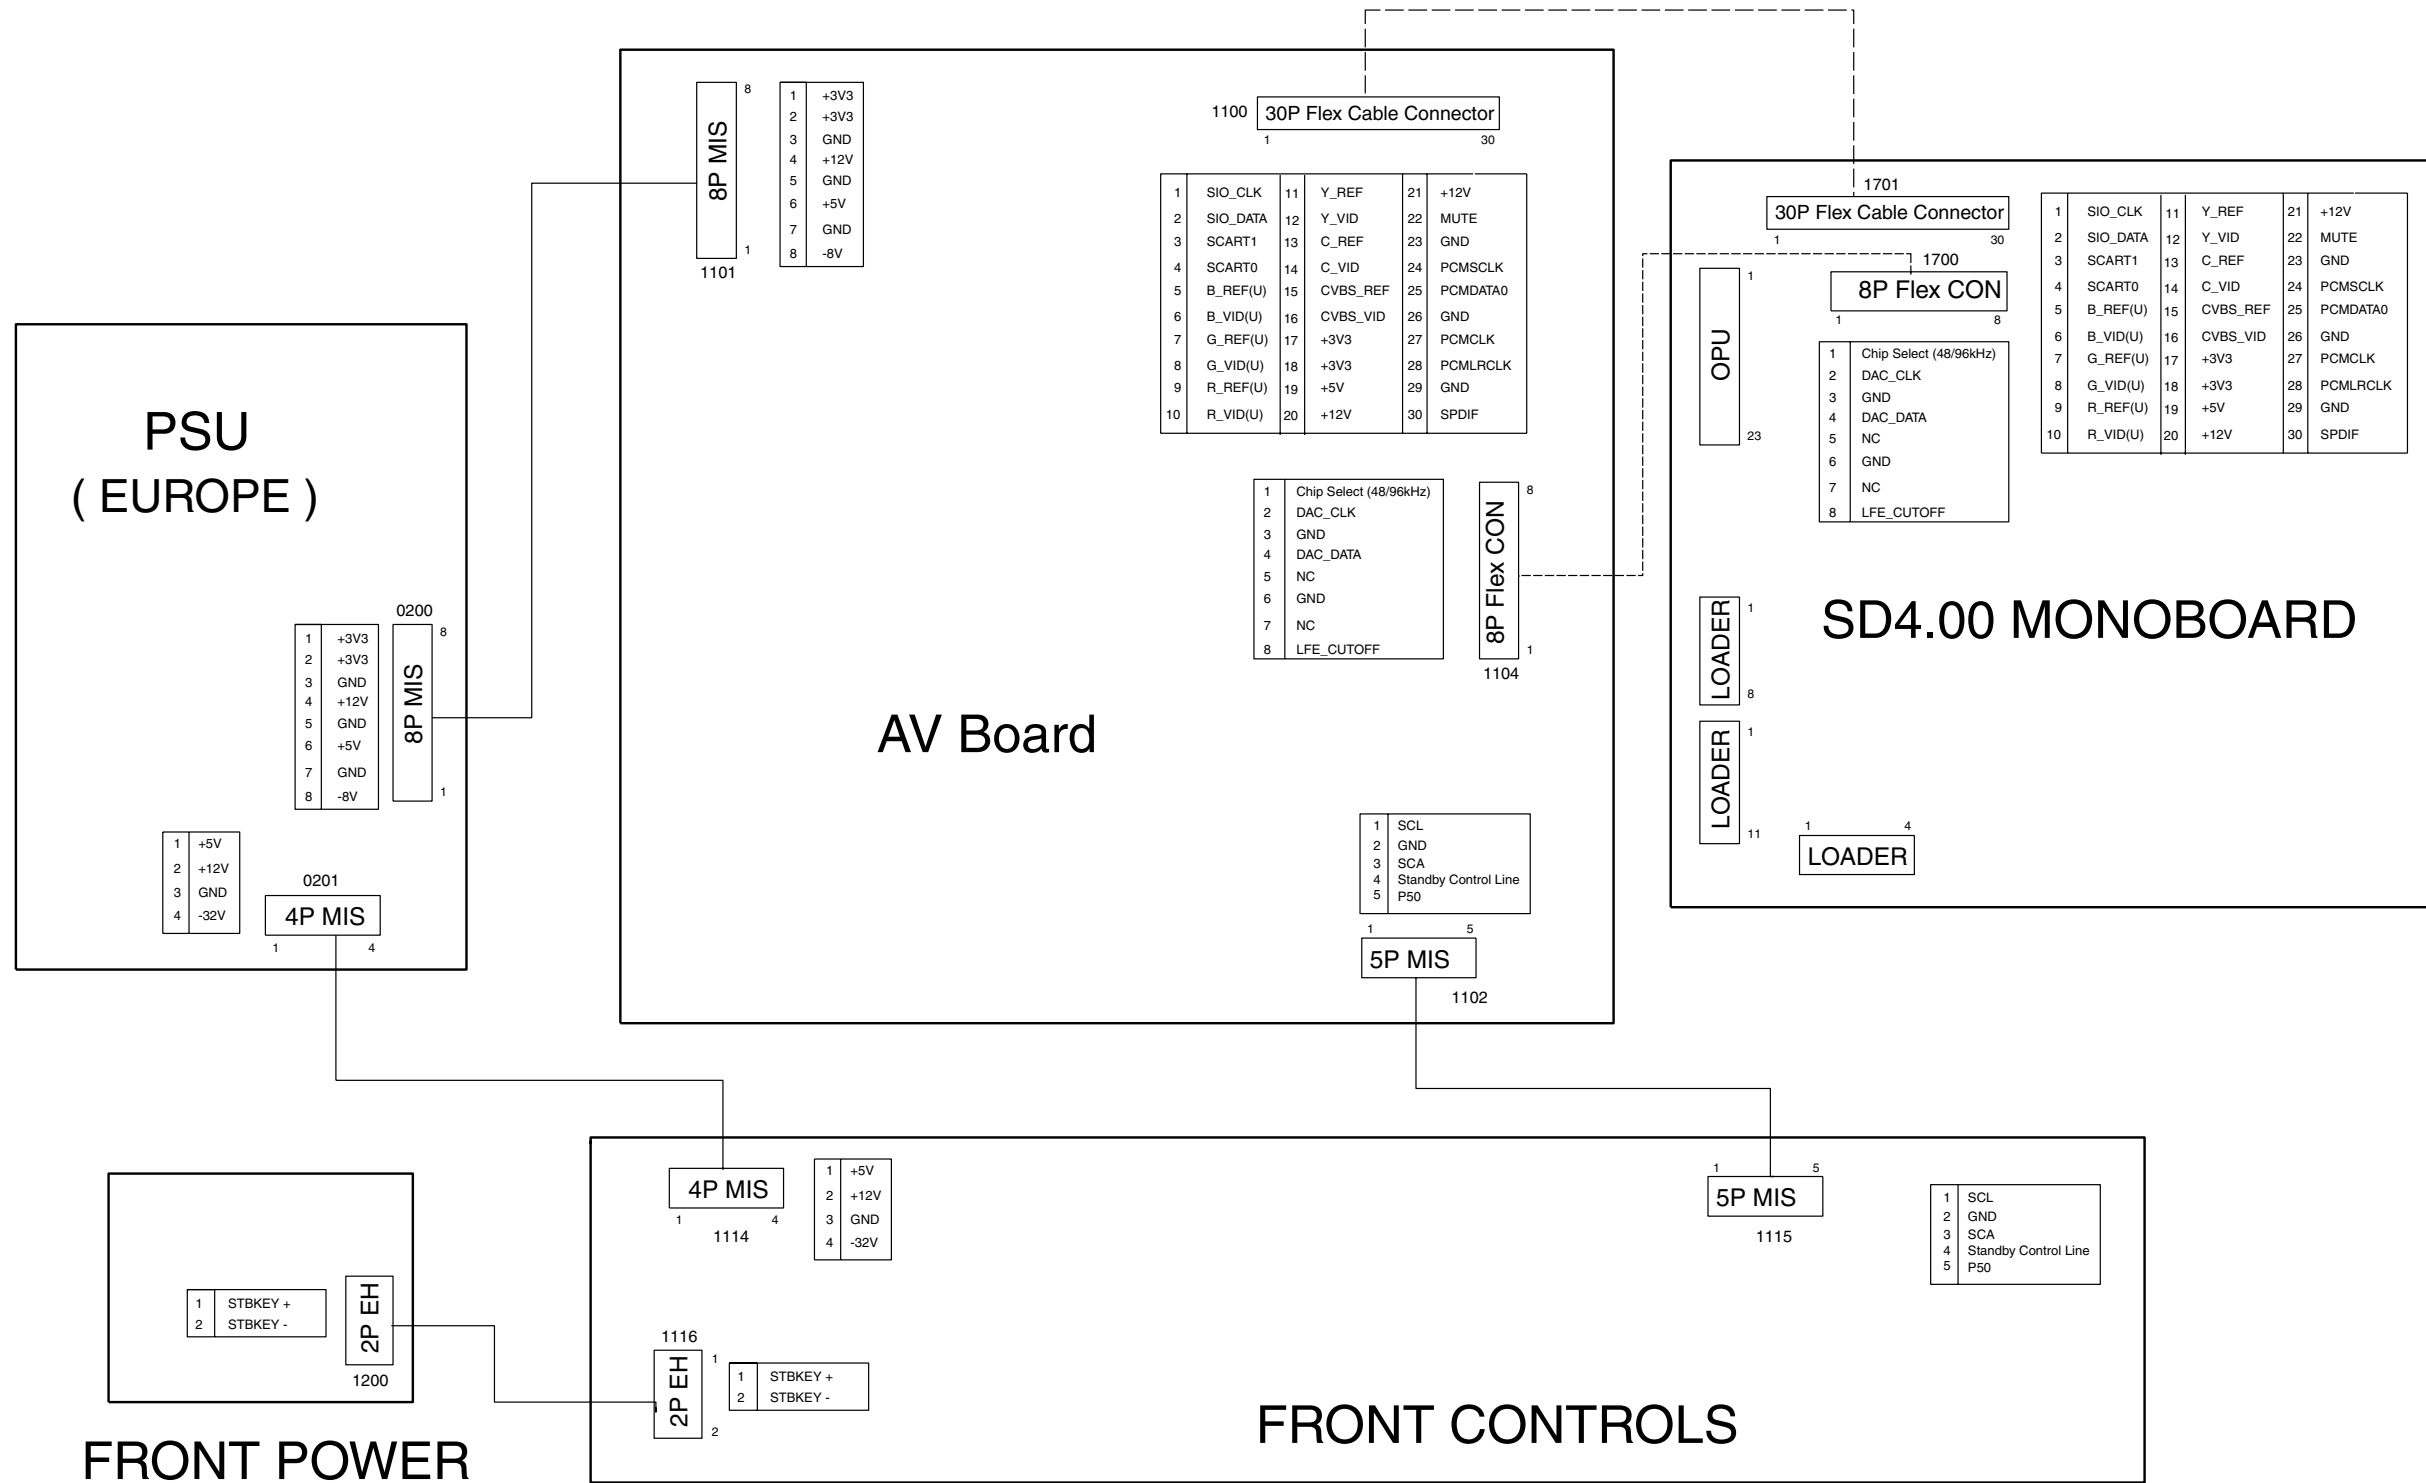 PSU
( EUROPE )
0200
8P MIS
8
1
1 +3V3
2 +3V3
3 GND
4 +12V
5 GND
6 +5V
7 GND
8 -8V
1 +5V
2 +12V
3 GND
4 -32V
0201
4P MIS
1 4
AV Board
8P MIS
8
1
1101
1 +3V3
2 +3V3
3 GND
4 +12V
5 GND
6 +5V
7 GND
8 -8V
1100 30P Flex Cable Connector
1 30
1 SIO_CLK 11 Y_REF 21 +12V
2 SIO_DATA 12 Y_VID 22 MUTE
3 SCART1 13 C_REF 23 GND
4 SCART0 14 C_VID 24 PCMSCLK
5 B_REF(U) 15 CVBS_REF 25 PCMDATA0
6 B_VID(U) 16 CVBS_VID 26 GND
7 G_REF(U) 17 +3V3 27 PCMCLK
8 G_VID(U) 18 +3V3 28 PCMLRCLK
9 R_REF(U) 19 +5V 29 GND
10 R_VID(U) 20 +12V 30 SPDIF
1 Chip Select (48/96kHz)
2 DAC_CLK
3 GND
4 DAC_DATA
5 NC
6 GND
7 NC
8 LFE_CUTOFF
8P Flex CON
8
1
1104
1 SCL
2 GND
3 SCA
4 Standby Control Line
5 P50
1 5
5P MIS
1102
SD4.00 MONOBOARD
1701
30P Flex Cable Connector
1 30
1700
8P Flex CON
1 8
1 SIO_CLK 11 Y_REF 21 +12V
2 SIO_DATA 12 Y_VID 22 MUTE
3 SCART1 13 C_REF 23 GND
4 SCART0 14 C_VID 24 PCMSCLK
5 B_REF(U) 15 CVBS_REF 25 PCMDATA0
6 B_VID(U) 16 CVBS_VID 26 GND
7 G_REF(U) 17 +3V3 27 PCMCLK
8 G_VID(U) 18 +3V3 28 PCMLRCLK
9 R_REF(U) 19 +5V 29 GND
10 R_VID(U) 20 +12V 30 SPDIF
OPU
1
23
1 Chip Select (48/96kHz)
2 DAC_CLK
3 GND
4 DAC_DATA
5 NC
6 GND
7 NC
8 LFE_CUTOFF
LOADER
1
8
LOADER
1
11
1 4
LOADER
FRONT POWER
1 STBKEY +
2 STBKEY -
2P EH
1200
FRONT CONTROLS
4P MIS
1 4
1114
1 +5V
2 +12V
3 GND
4 -32V
1116
2P EH
1
2
1 STBKEY +
2 STBKEY -
1 5
5P MIS
1115
1 SCL
2 GND
3 SCA
4 Standby Control Line
5 P50